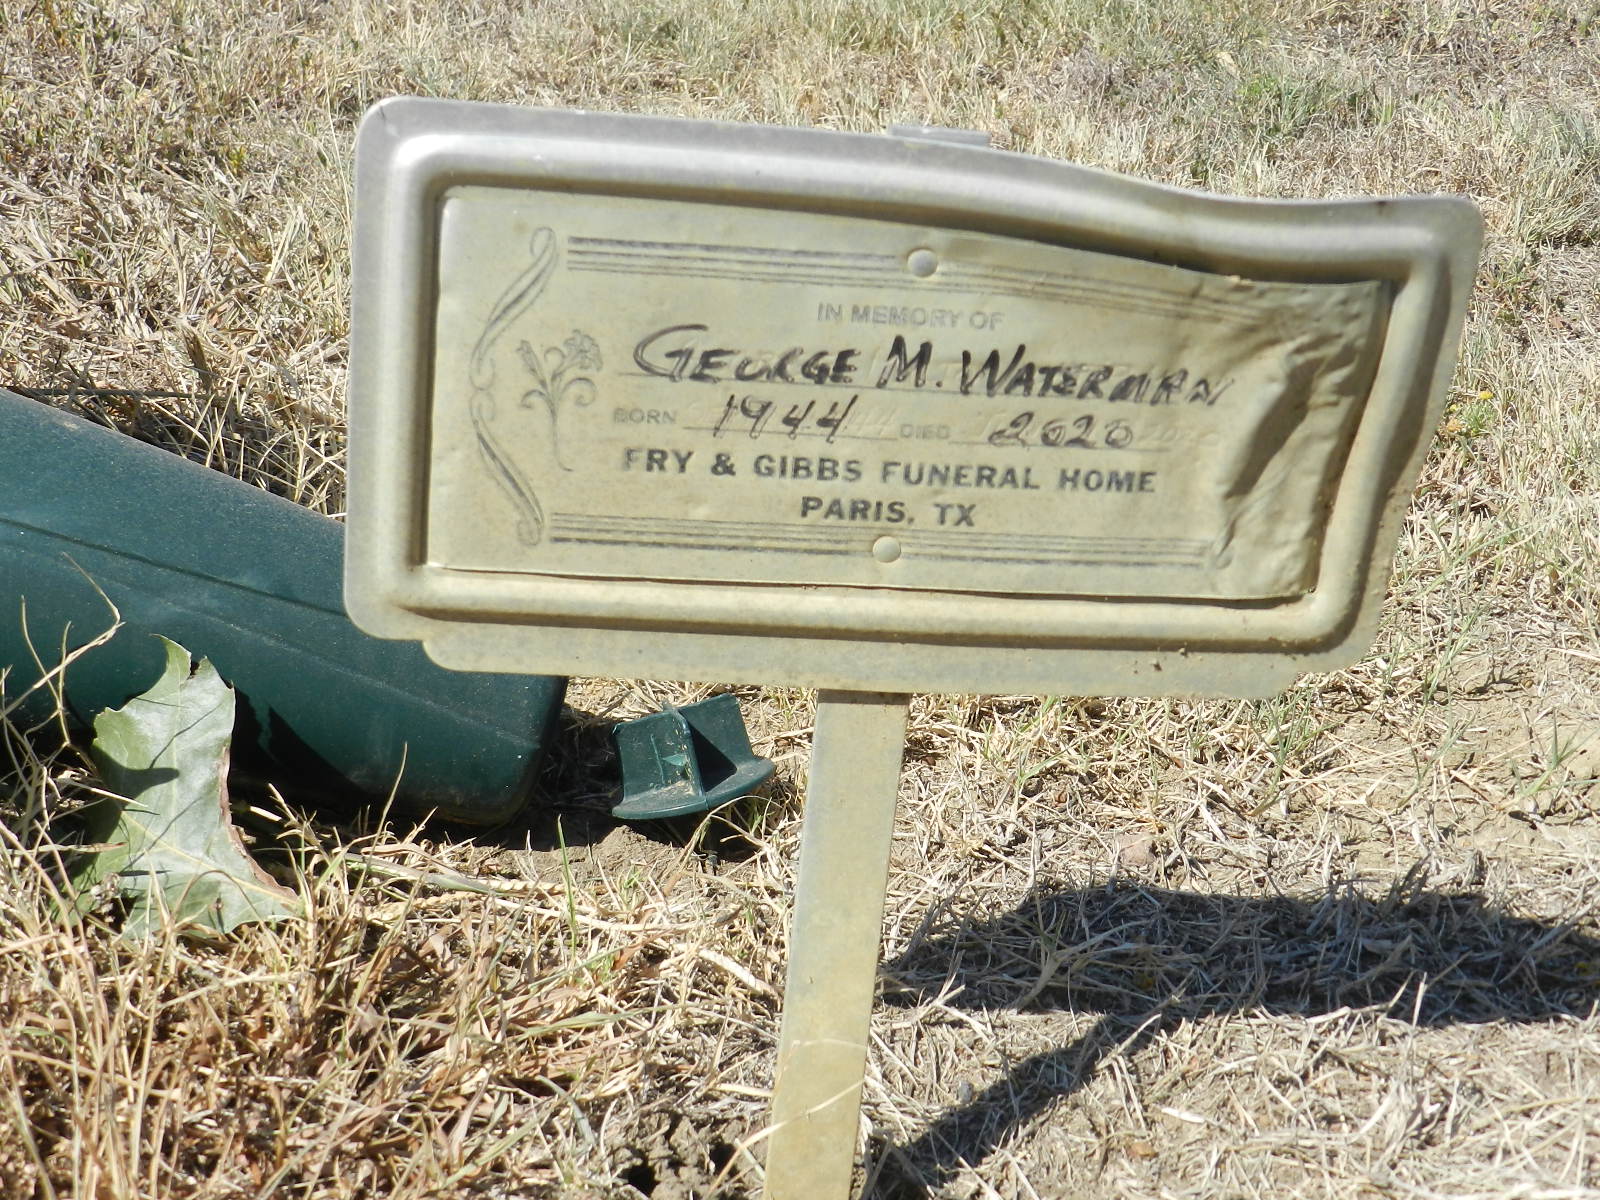 IN MEMORY OF
GEORGE M. WATERMAN
BORN 1944 DIED 2020
FRY & GIBBS FUNERAL HOME
PARIS, TX